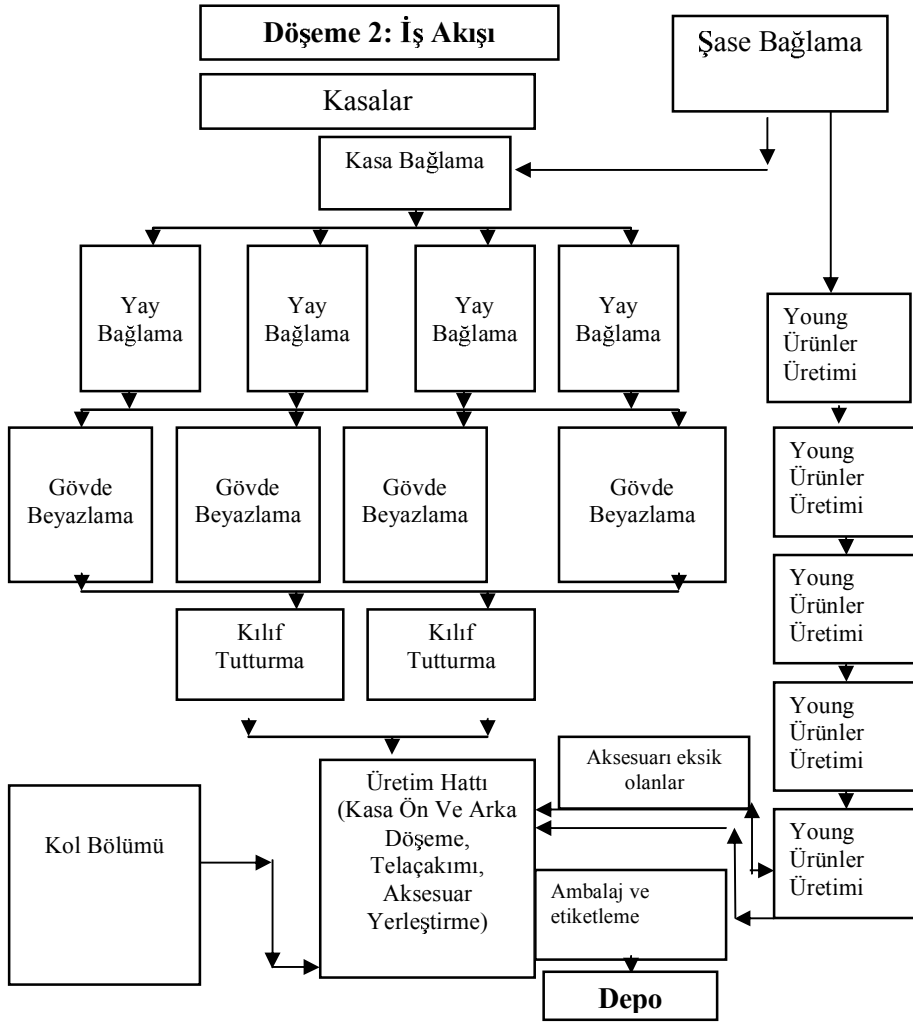 Döşeme 2: İş Akışı
Şase Bağlama
Kasalar
Kasa Bağlama
Yay
Bağlama
Yay
Bağlama
Yay
Bağlama
Yay
Bağlama
Young
Ürünler
Üretimi
Gövde
Beyazlama
Gövde
Beyazlama
Gövde
Beyazlama
Gövde
Beyazlama
Young
Ürünler
Üretimi
Young
Ürünler
Üretimi
Kılıf
Tutturma
Kılıf
Tutturma
Young
Ürünler
Üretimi
Kol Bölümü
Üretim Hattı
(Kasa Ön Ve Arka
Döşeme,
Telaçakımı,
Aksesuar
Yerleştirme)
Aksesuarı eksik
olanlar
Young
Ürünler
Üretimi
Ambalaj ve
etiketleme
Depo